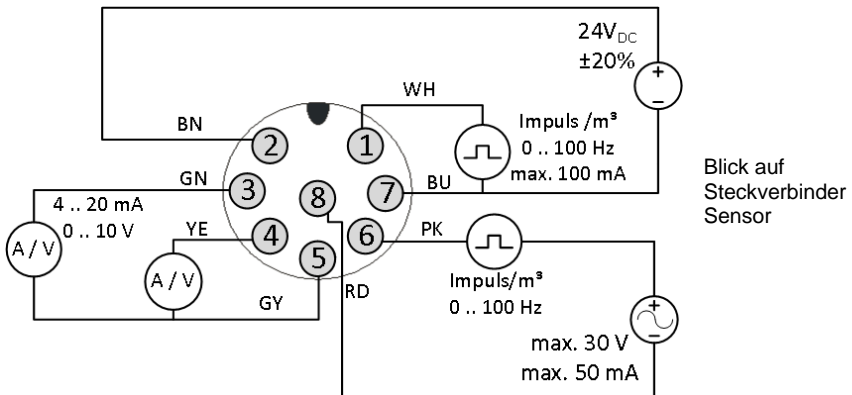 24V_DC
±20%
WH
Impuls /m³
0 .. 100 Hz
max. 100 mA
BN
2
1
GN
3
8
7
BU
Blick auf
Steckverbinder
Sensor
4 .. 20 mA
0 .. 10 V
YE
4
6
PK
A / V
A / V
5
GY
RD
Impuls/m³
0 .. 100 Hz
max. 30 V
max. 50 mA